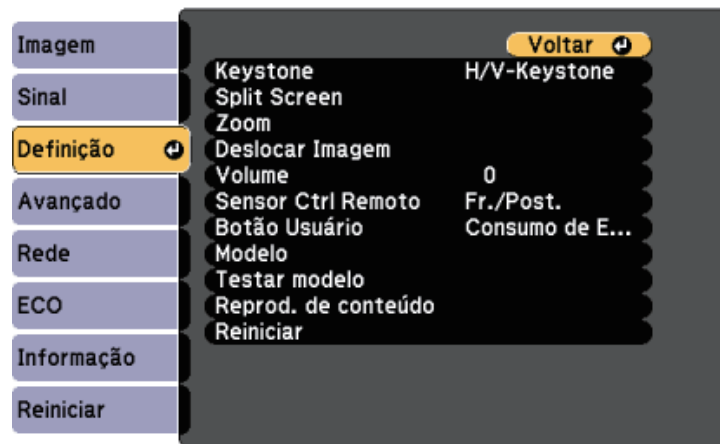 Imagem
Sinal
Definição
Avançado
Rede
ECO
Informação
Reiniciar
Voltar
Keystone H/V-Keystone
Split Screen
Zoom
Deslocar Imagem
Volume 0
Sensor Ctrl Remoto Fr./Post.
Botão Usuário Consumo de E...
Modelo
Testar modelo
Reprod. de conteúdo
Reiniciar